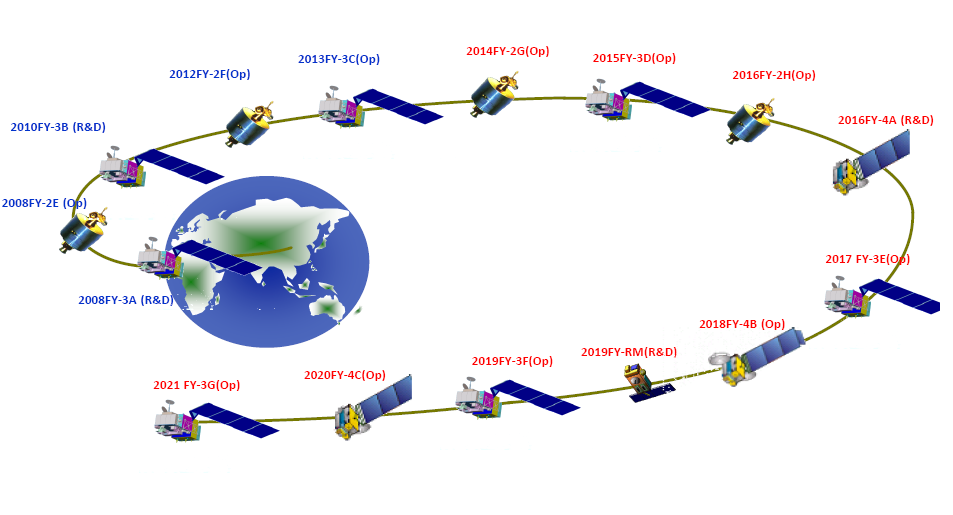 2008FY-3A (R&D)
2008FY-2E (Op)
2010FY-3B (R&D)
2012FY-2F(Op)
2013FY-3C(Op)
2014FY-2G(Op)
2015FY-3D(Op)
2016FY-2H(Op)
2016FY-4A (R&D)
2017 FY-3E(Op)
2018FY-4B (Op)
2019FY-RM(R&D)
2019FY-3F(Op)
2020FY-4C(Op)
2021 FY-3G(Op)